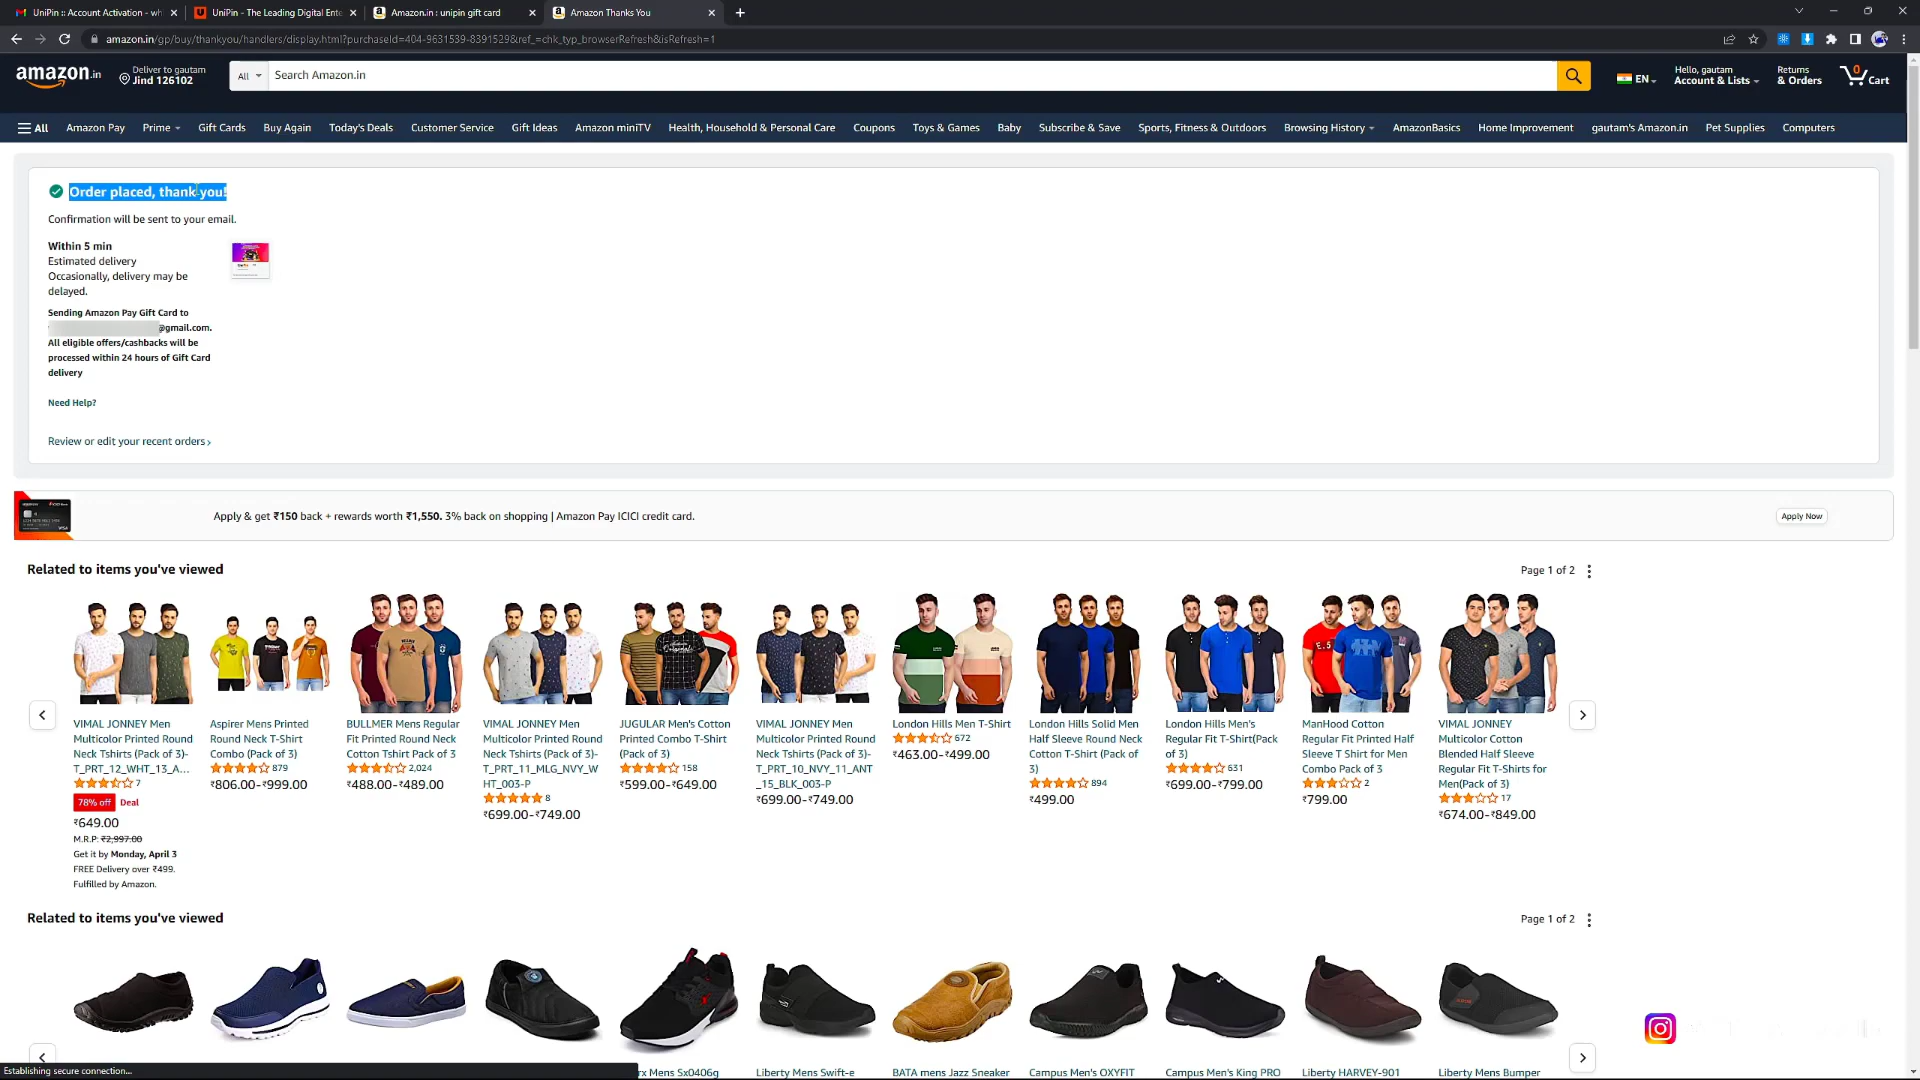 UniPin :: Account Activation - wh
UniPin - The Leading Digital Ente
Amazon.in : unipin gift card
Amazon Thanks You
amazon.in/gp/buy/thankyou/handlers/display.html?purchaseId=404-9631539-8391529&ref_=chk_typ_browserRefresh&isRefresh=1
amazon.in
Deliver to gautam
Jind 126102
All
Search Amazon.in
EN
Hello, gautam
Account & Lists
Returns
& Orders
0
Cart
All
Amazon Pay
Prime
Gift Cards
Buy Again
Today's Deals
Customer Service
Gift Ideas
Amazon miniTV
Health, Household & Personal Care
Coupons
Toys & Games
Baby
Subscribe & Save
Sports, Fitness & Outdoors
Browsing History
AmazonBasics
Home Improvement
gautam's Amazon.in
Pet Supplies
Computers
Order placed, thank you!
Confirmation will be sent to your email.
Within 5 min
Estimated delivery
Occasionally, delivery may be
delayed.
Sending Amazon Pay Gift Card to
@gmail.com.
All eligible offers/cashbacks will be
processed within 24 hours of Gift Card
delivery
Need Help?
Review or edit your recent orders ›
Apply & get ₹150 back + rewards worth ₹1,550. 3% back on shopping | Amazon Pay ICICI credit card.
Apply Now
Related to items you've viewed
Page 1 of 2
VIMAL JONNEY Men
Multicolor Printed Round
Neck Tshirts (Pack of 3)-
T_PRT_12_WHT_13_A...
7
78% off Deal
₹649.00
M.R.P: ₹2,997.00
Get it by Monday, April 3
FREE Delivery over ₹499.
Fulfilled by Amazon.
Aspirer Mens Printed
Round Neck T-Shirt
Combo (Pack of 3)
879
₹806.00-₹999.00
BULLMER Mens Regular
Fit Printed Round Neck
Cotton Tshirt Pack of 3
2,024
₹488.00-₹489.00
VIMAL JONNEY Men
Multicolor Printed Round
Neck Tshirts (Pack of 3)-
T_PRT_11_MLG_NVY_W
HT_003-P
8
₹699.00-₹749.00
JUGULAR Men's Cotton
Printed Combo T-Shirt
(Pack of 3)
158
₹599.00-₹649.00
VIMAL JONNEY Men
Multicolor Printed Round
Neck Tshirts (Pack of 3)-
T_PRT_10_NVY_11_ANT
_15_BLK_003-P
₹699.00-₹749.00
London Hills Men T-Shirt
672
₹463.00-₹499.00
London Hills Solid Men
Half Sleeve Round Neck
Cotton T-Shirt (Pack of
3)
894
₹499.00
London Hills Men's
Regular Fit T-Shirt(Pack
of 3)
631
₹699.00-₹799.00
ManHood Cotton
Regular Fit Printed Half
Sleeve T Shirt for Men
Combo Pack of 3
2
₹799.00
VIMAL JONNEY
Multicolor Cotton
Blended Half Sleeve
Regular Fit T-Shirts for
Men(Pack of 3)
17
₹674.00-₹849.00
Related to items you've viewed
Page 1 of 2
Establishing secure connection...
rx Mens Sx0406g
Liberty Mens Swift-e
BATA mens Jazz Sneaker
Campus Men's OXYFIT
Campus Men's King PRO
Liberty HARVEY-901
Liberty Mens Bumper